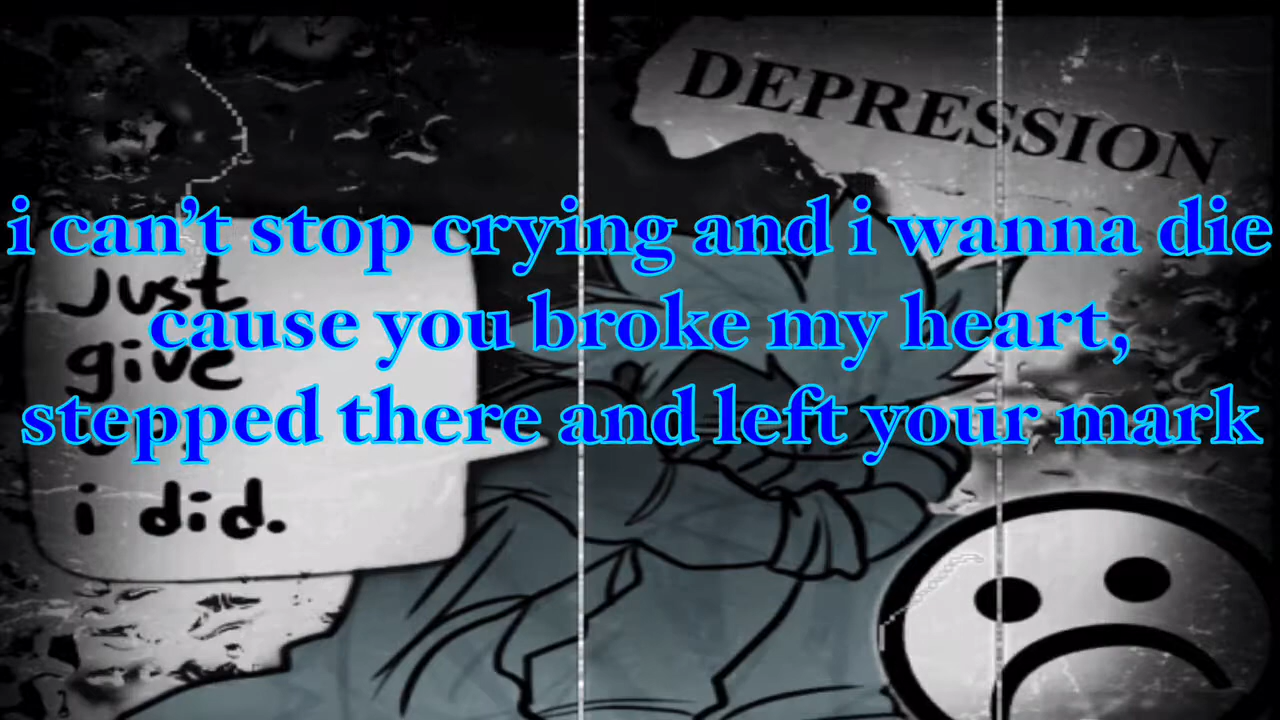 DEPRESSION
i can't stop crying and i wanna die
cause you broke my heart,
stepped there and left your mark
Just
give
i did.